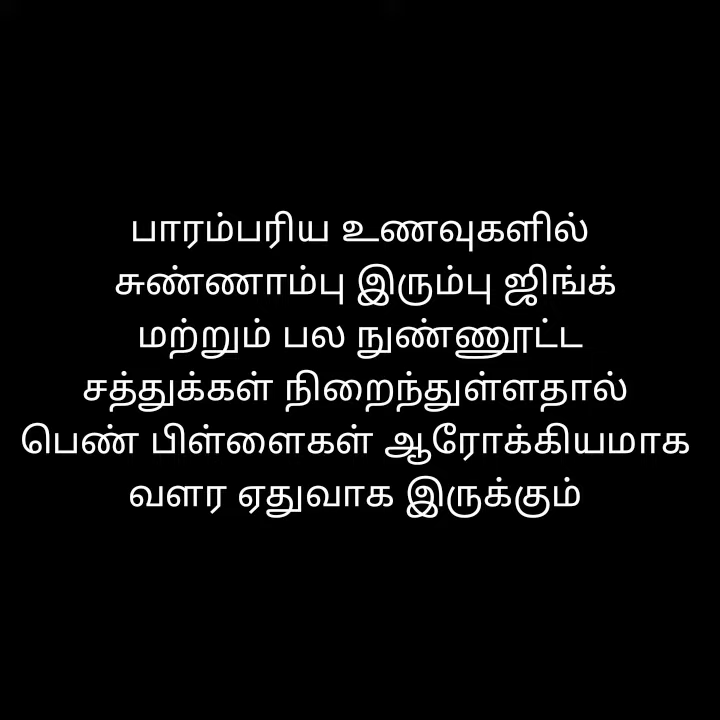 பாரம்பரிய உணவுகளில்
சுண்ணாம்பு இரும்பு ஜிங்க்
மற்றும் பல நுண்ணூட்ட
சத்துக்கள் நிறைந்துள்ளதால்
பெண் பிள்ளைகள் ஆரோக்கியமாக
வளர ஏதுவாக இருக்கும்